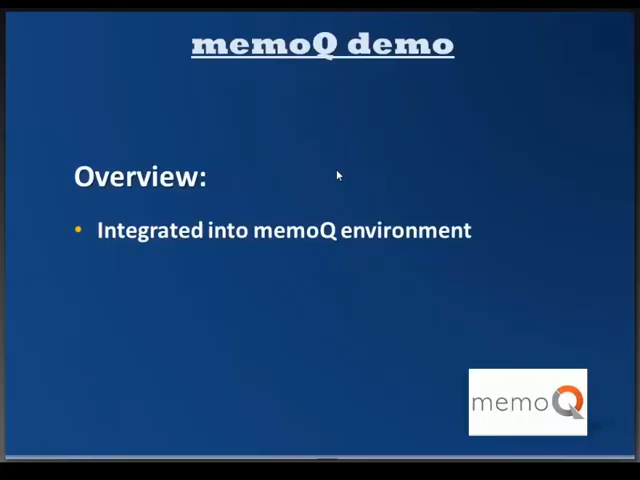 memoQ demo
Overview:
• Integrated into memoQ environment
memoQ